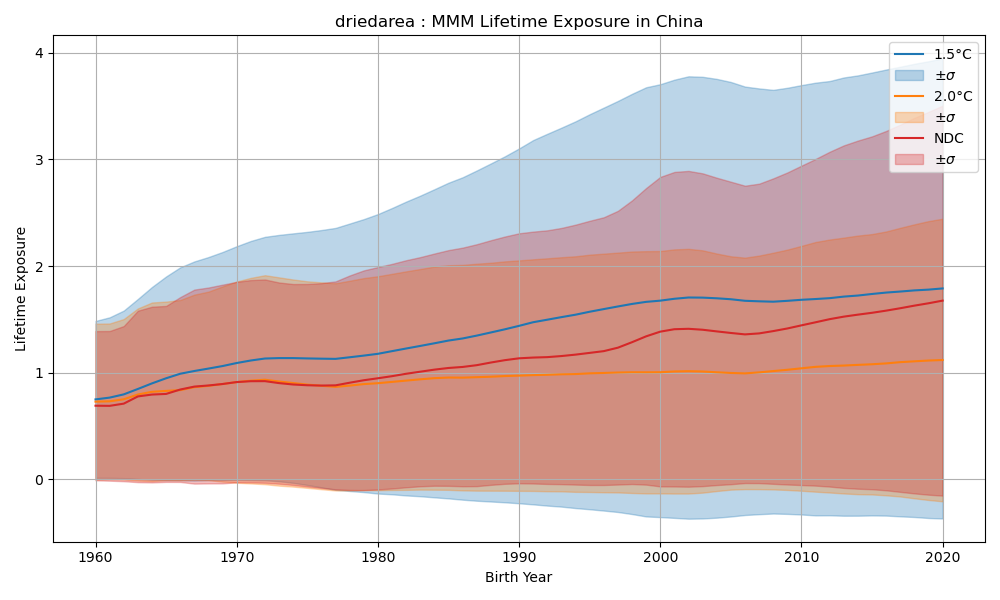 driedarea : MMM Lifetime Exposure in China
Lifetime Exposure
4
3
2
1
0
1960
1970
1980
1990
2000
2010
2020
Birth Year
1.5°C
±σ
2.0°C
±σ
NDC
±σ